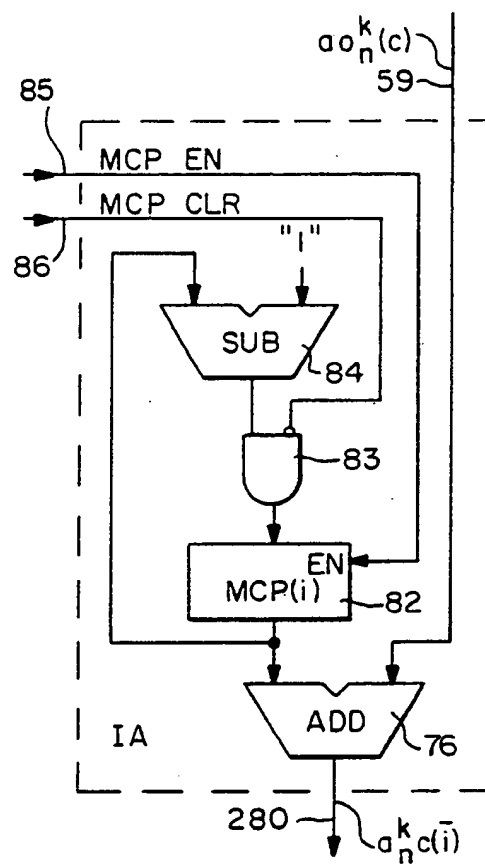 ao^k_n(c)
59
85
MCP EN
MCP CLR
86
"1"
SUB
84
83
EN
MCP(i)
82
ADD
IA
76
280
a^k_n c(i̅)